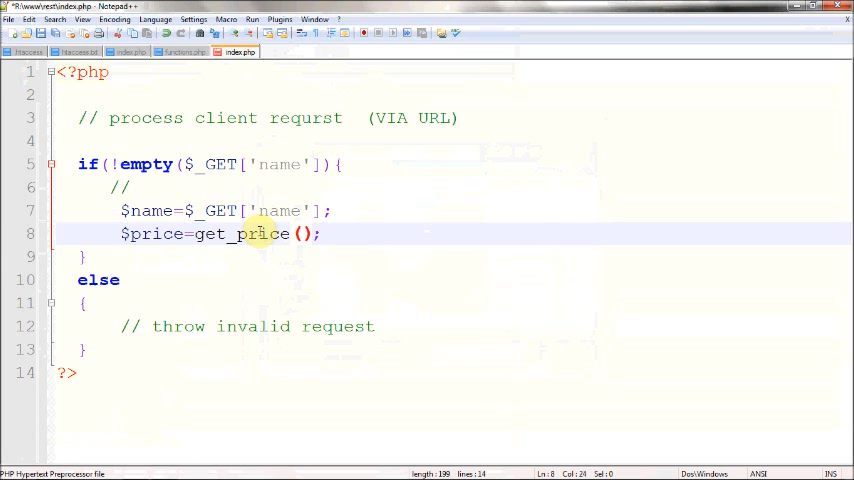 *R:\www\rest\index.php - Notepad++
File Edit Search View Encoding Language Settings Macro Run Plugins Window ?
.htaccess htaccess.txt index.php functions.php index.php
1 <?php
2
3 // process client requrst (VIA URL)
4
5 if(!empty($_GET['name']){
6 //
7 $name=$_GET['name'];
8 $price=get_price();
9 }
10 else
11 {
12 // throw invalid request
13 }
14 ?>
PHP Hypertext Preprocessor file length : 199 lines : 14 Ln : 8 Col : 24 Sel : 0 Dos\Windows ANSI INS